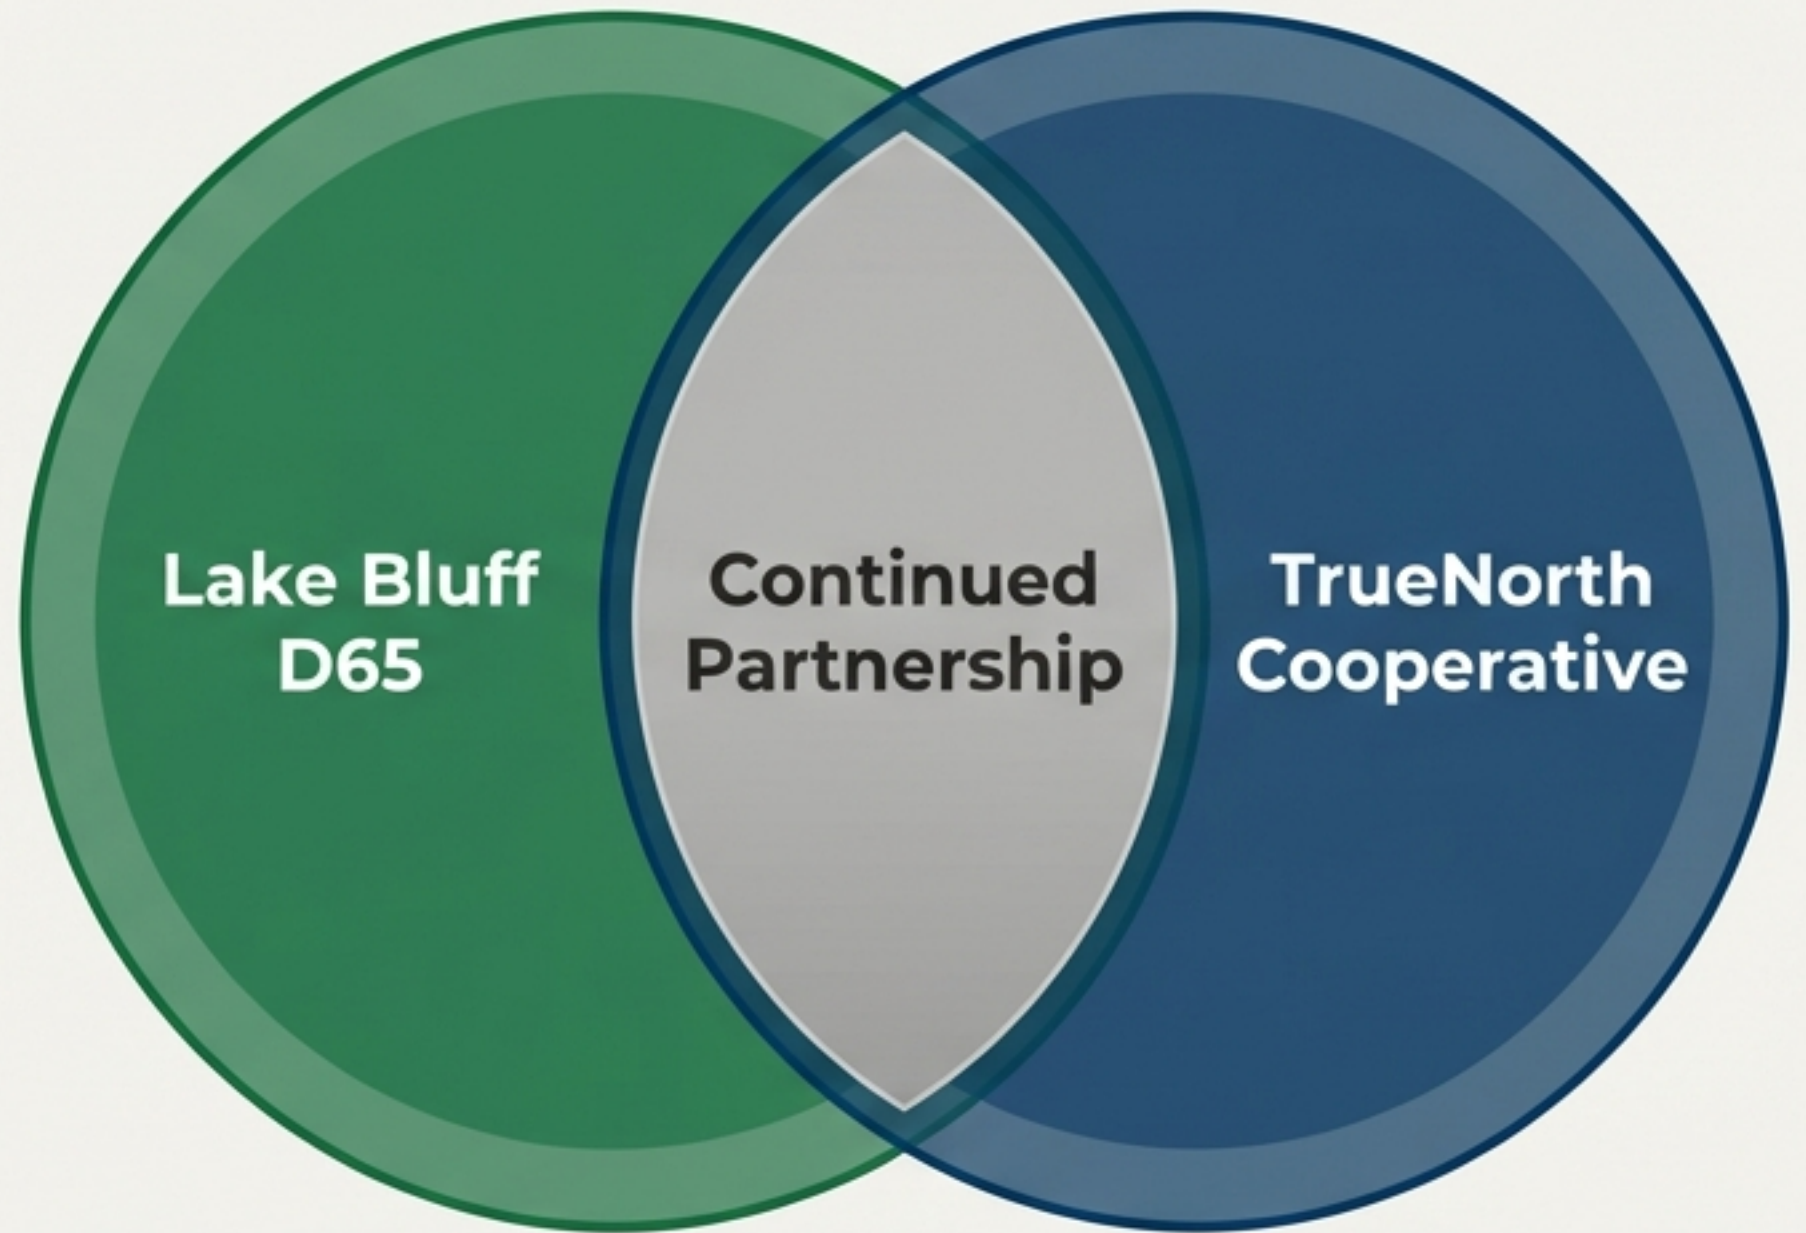 Lake Bluff
D65
Continued
Partnership
TrueNorth
Cooperative